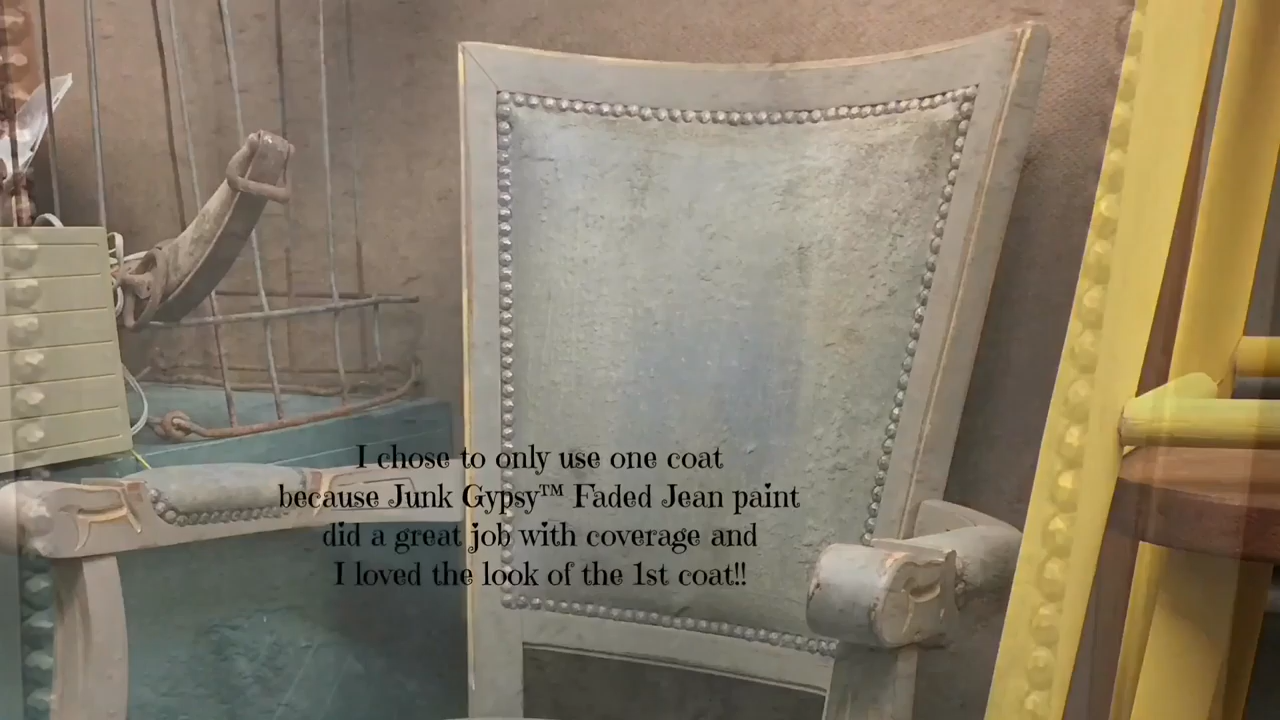 I chose to only use one coat
because Junk Gypsy™ Faded Jean paint
did a great job with coverage and
I loved the look of the 1st coat!!